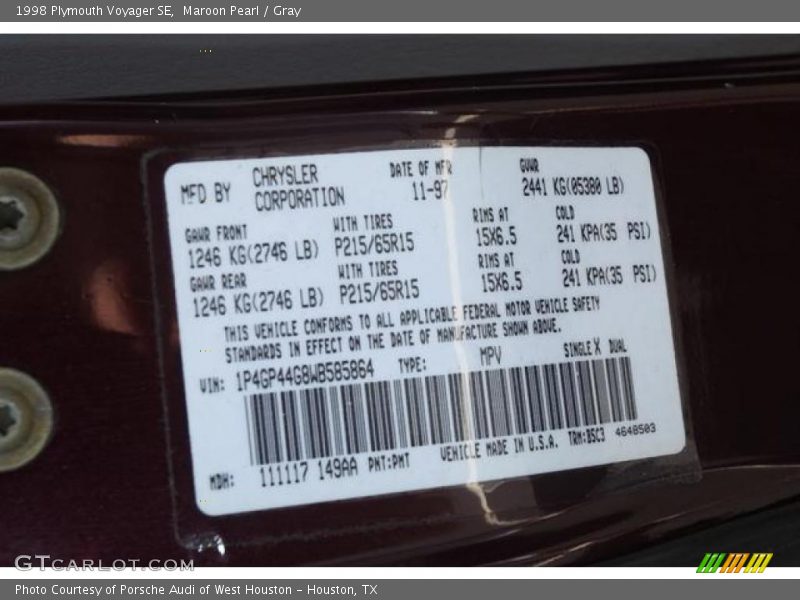 1998 Plymouth Voyager SE, Maroon Pearl / Gray
MFD BY CHRYSLER CORPORATION DATE OF MFR 11-97 GVWR 2441 KG(05380 LB)
GAWR FRONT WITH TIRES RIMS AT COLD
1246 KG(2746 LB) P215/65R15 15X6.5 241 KPA(35 PSI)
GAWR REAR WITH TIRES RIMS AT COLD
1246 KG(2746 LB) P215/65R15 15X6.5 241 KPA(35 PSI)
THIS VEHICLE CONFORMS TO ALL APPLICABLE FEDERAL MOTOR VEHICLE SAFETY
STANDARDS IN EFFECT ON THE DATE OF MANUFACTURE SHOWN ABOVE.
VIN: 1P4GP44G8WB585864 TYPE: MPV SINGLE X DUAL
MDH: 111117 149AA PNT:PMT VEHICLE MADE IN U.S.A. TRM:DSC3 4648503
GTCARLOT.COM
Photo Courtesy of Porsche Audi of West Houston - Houston, TX